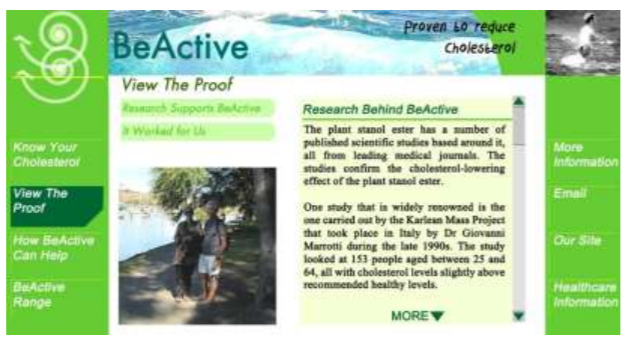 BeActive
Proven to reduce
Cholesterol
View The Proof
Research Supports BeActive
It Worked for Us
Know Your
Cholesterol
View The
Proof
How BeActive
Can Help
BeActive
Range
Research Behind BeActive
The plant stanol ester has a number of
published scientific studies based around it,
all from leading medical journals. The
studies confirm the cholesterol-lowering
effect of the plant stanol ester.
One study that is widely renowned is the
one carried out by the Karlean Mass Project
that took place in Italy by Dr Giovanni
Marrotti during the late 1990s. The study
looked at 153 people aged between 25 and
64, all with cholesterol levels slightly above
recommended healthy levels.
MORE
More
Information
Email
Our Site
Healthcare
Information